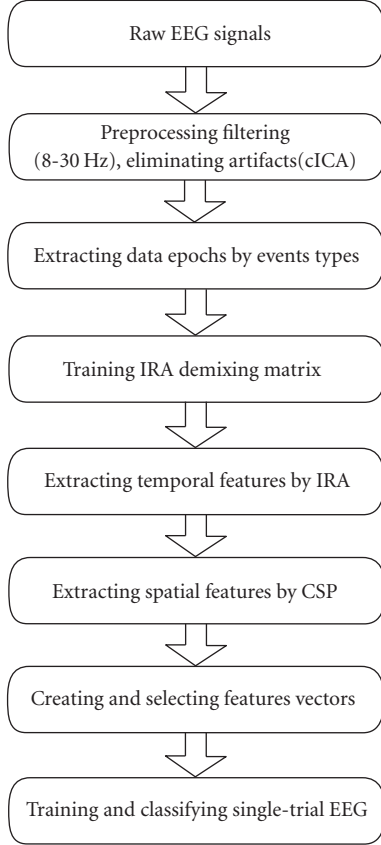 Raw EEG signals
Preprocessing filtering
(8-30 Hz), eliminating artifacts(cICA)
Extracting data epochs by events types
Training IRA demixing matrix
Extracting temporal features by IRA
Extracting spatial features by CSP
Creating and selecting features vectors
Training and classifying single-trial EEG